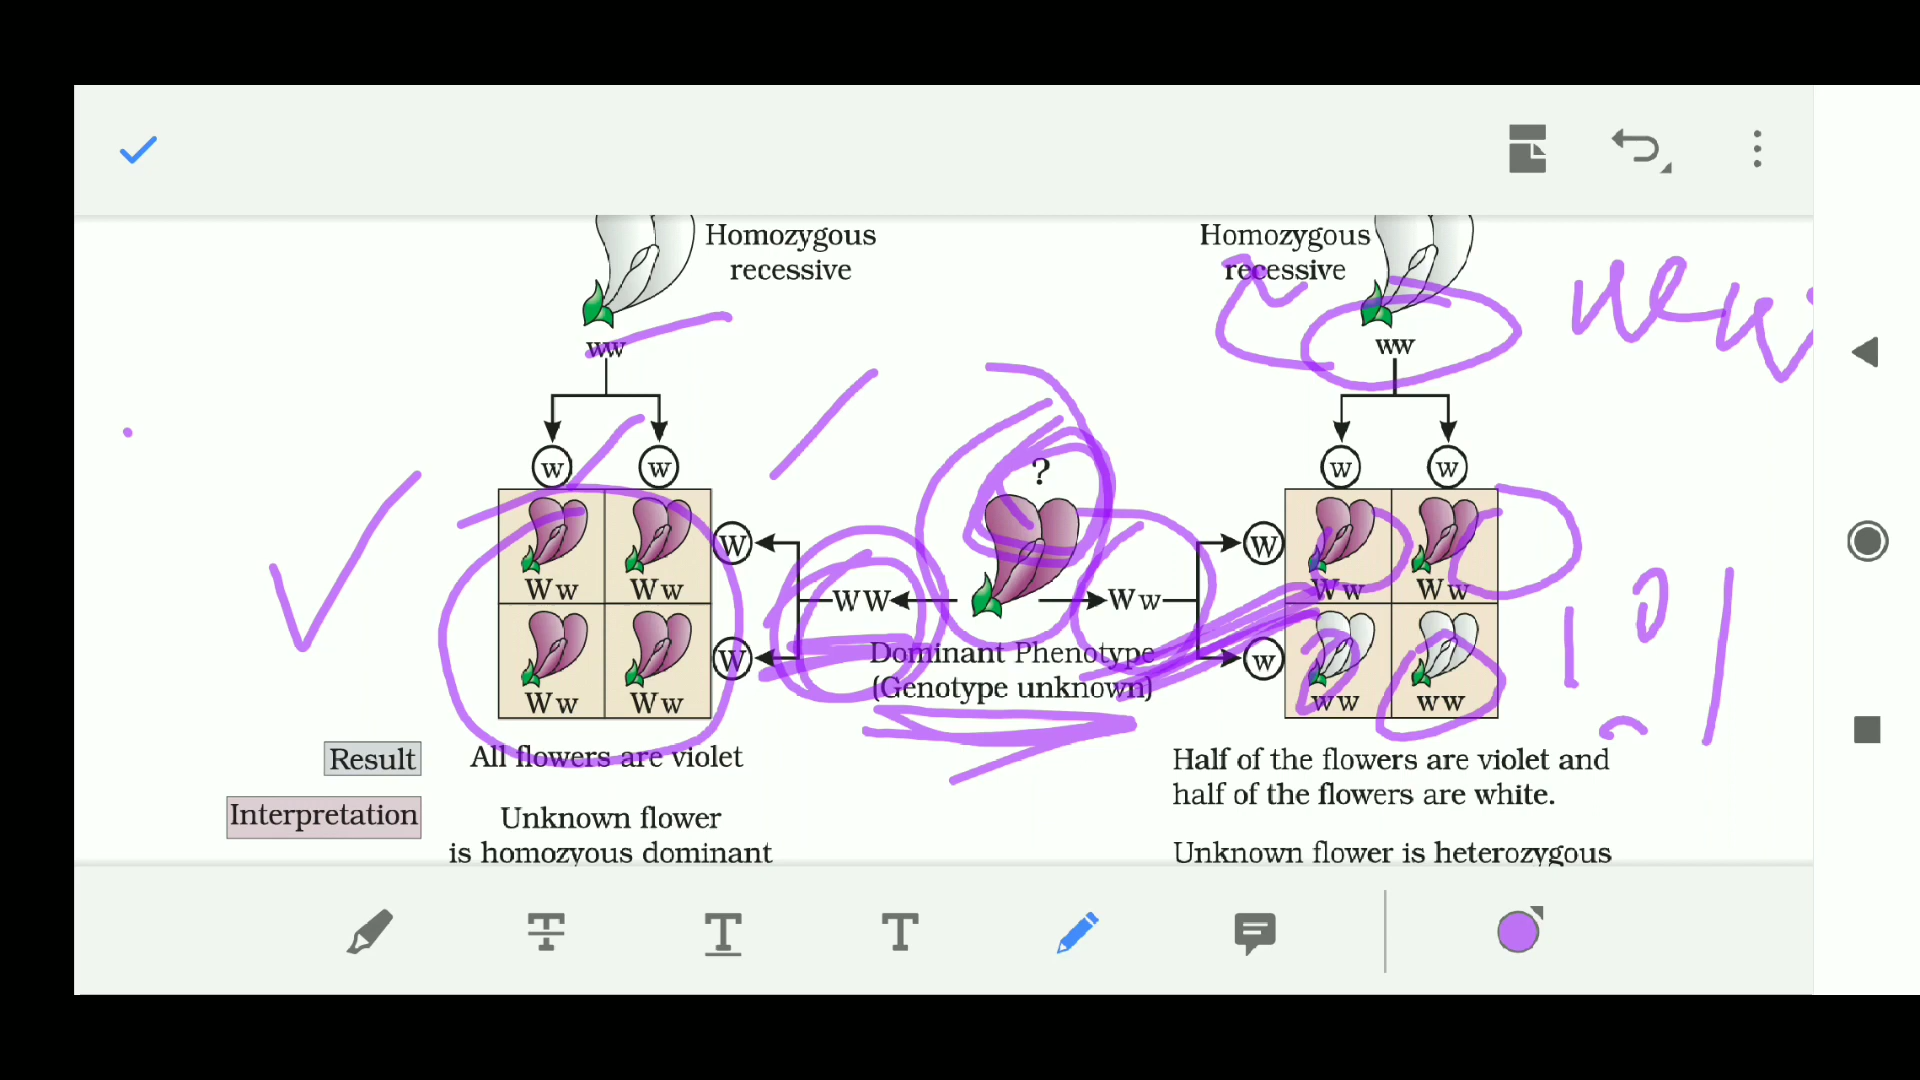 Homozygous
recessive
Homozygous
recessive
new
ww
ww
w w
w w
?
Ww Ww
W
WW
Ww
W
Ww Ww
Ww Ww
W
w
ww ww
Dominant Phenotype
(Genotype unknown)
Result
All flowers are violet
Half of the flowers are violet and
half of the flowers are white.
Interpretation
Unknown flower
is homozyous dominant
Unknown flower is heterozygous
T T T